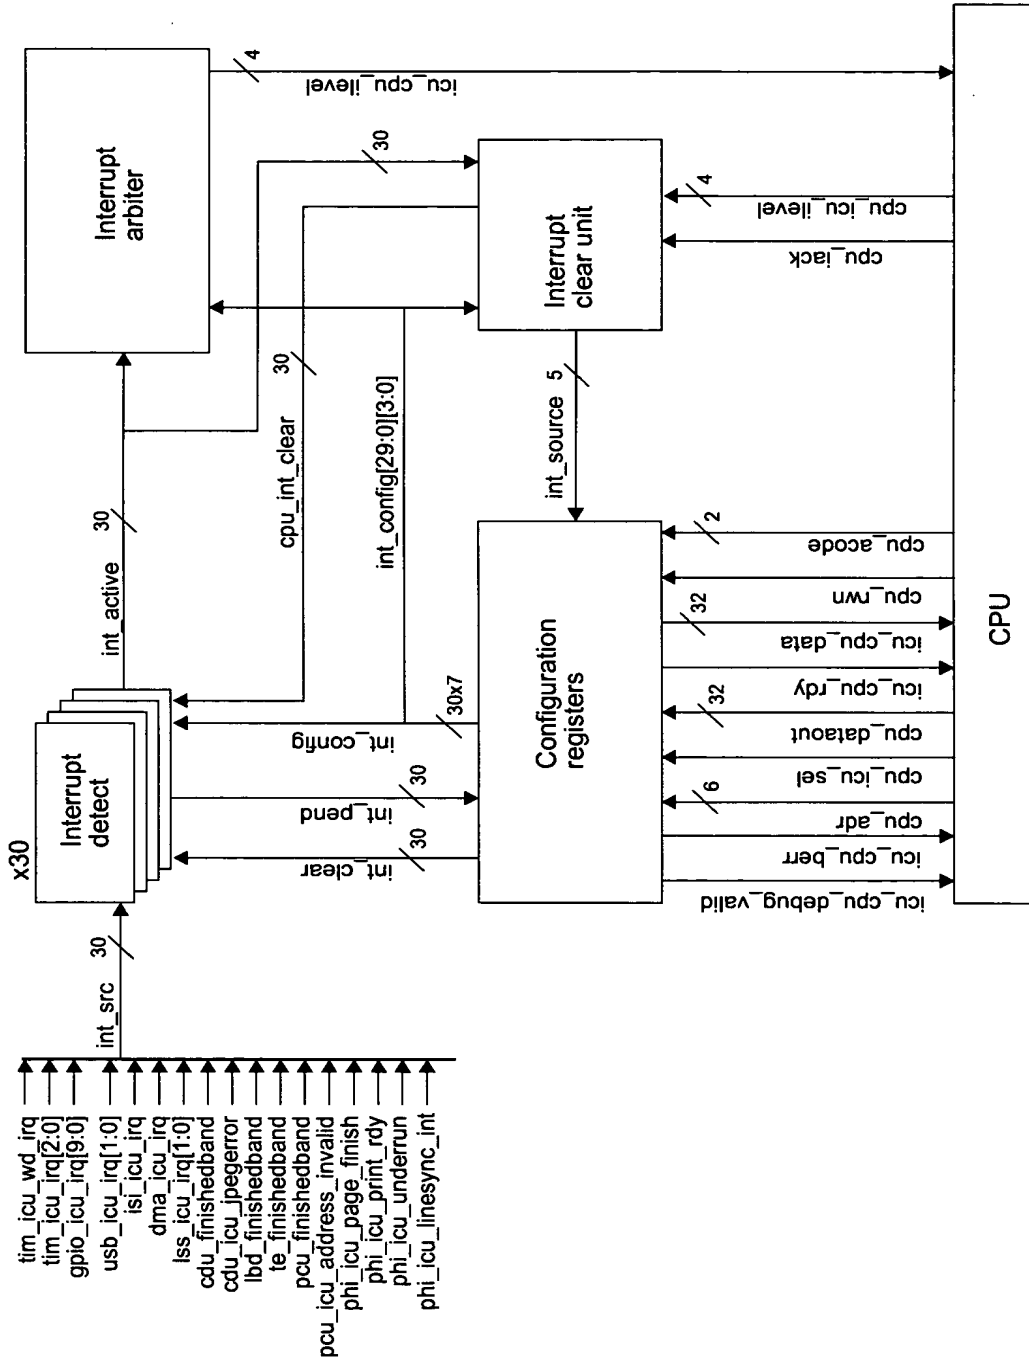 tim_icu_wd_irq
tim_icu_irq[2:0]
gpio_icu_irq[9:0]
usb_icu_irq[1:0]
isi_icu_irq
dma_icu_irq
lss_icu_irq[1:0]
cdu_finishedband
cdu_icu_jpegerror
lbd_finishedband
te_finishedband
pcu_finishedband
pcu_icu_address_invalid
phi_icu_page_finish
phi_icu_print_rdy
phi_icu_underrun
phi_icu_linesync_int
int_src
30
x30
Interrupt
detect
int_active
30
Interrupt
arbiter
4
icu_cpu_ilevel
30
cpu_int_clear
30
int_config[29:0][3:0]
Interrupt
clear unit
int_clear
30
int_pend
30
int_config
30x7
int_source
5
Configuration
registers
cpu_iack
cpu_icu_ilevel
4
icu_cpu_debug_valid
icu_cpu_berr
cpu_adr
6
cpu_icu_sel
cpu_dataout
32
icu_cpu_rdy
icu_cpu_data
32
cpu_rwn
cpu_acode
2
CPU